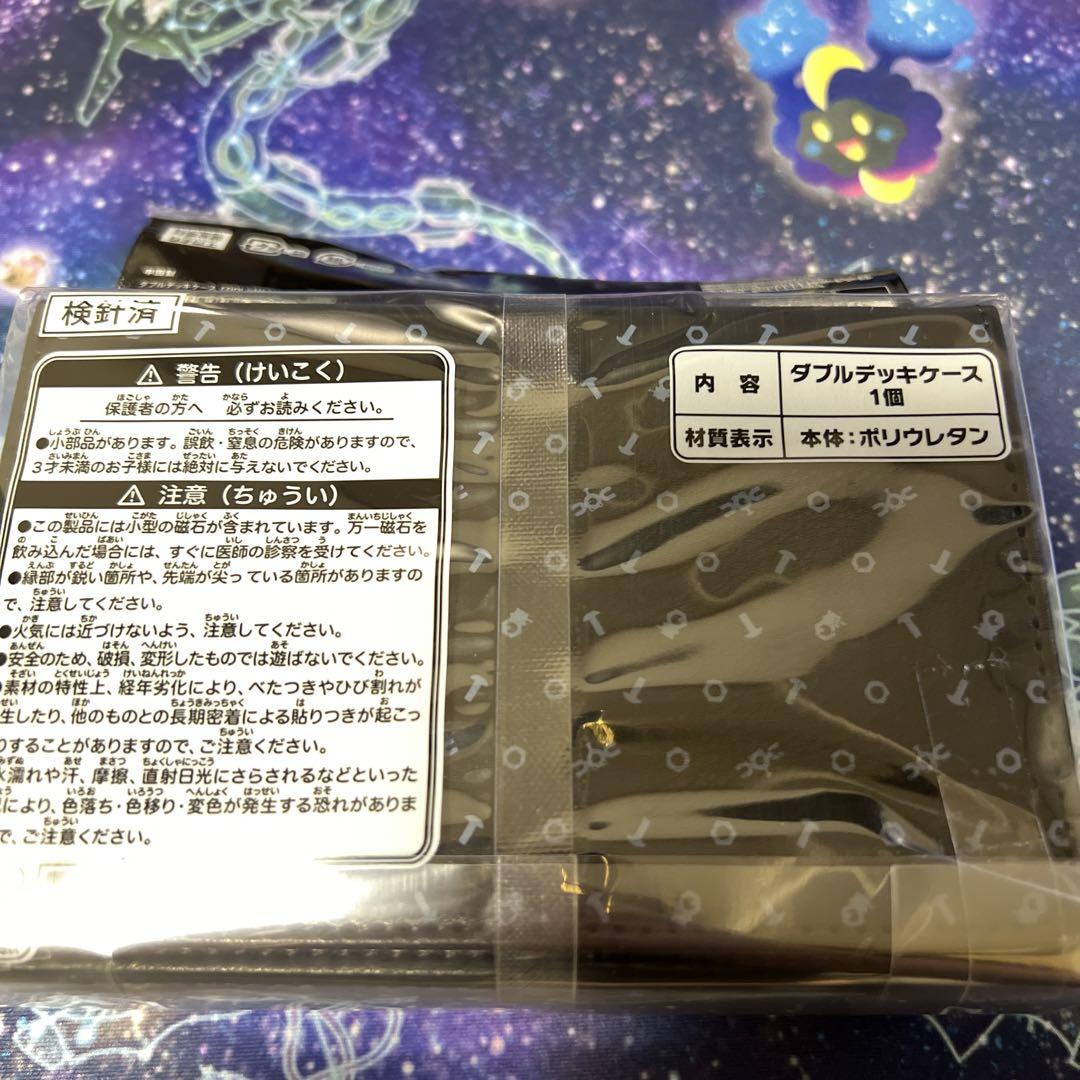 中国製
ダブルデッキケース
検針済
警告（けいこく）
保護者の方へ 必ずお読みください。
●小部品があります。誤飲・窒息の危険がありますので、
３才未満のお子様には絶対に与えないでください。
注意（ちゅうい）
●この製品には小型の磁石が含まれています。万一磁石を
飲み込んだ場合には、すぐに医師の診察を受けてください。
●縁部が鋭い箇所や、先端が尖っている箇所がありますの
で、注意してください。
●火気には近づけないよう、注意してください。
●安全のため、破損、変形したものでは遊ばないでください。
●素材の特性上、経年劣化により、べたつきやひび割れが
生したり、他のものとの長期密着による貼りつきが起こっ
りすることがありますので、ご注意ください。
水濡れや汗、摩擦、直射日光にさらされるなどといった
により、色落ち・色移り・変色が発生する恐れがありま
で、ご注意ください。
内容 ダブルデッキケース
1個
材質表示 本体：ポリウレタン